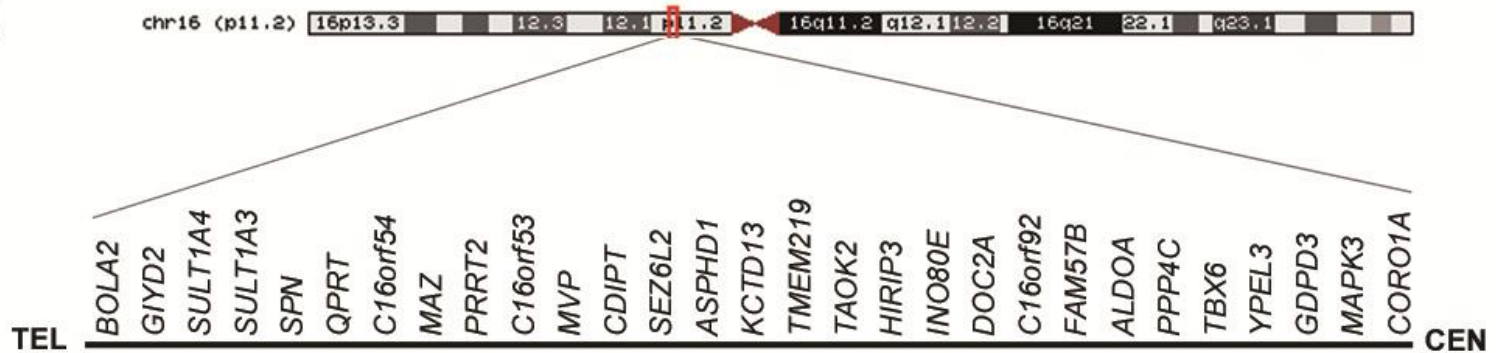 chr16 (p11.2) 16p13.3 12.3 12.1 p11.2 16q11.2 q12.1 12.2 16q21 22.1 q23.1
BOLA2 GIYD2 SULT1A4 SULT1A3 SPN QPRT C16orf54 MAZ PRRT2 C16orf53 MVP CDIPT SEZ6L2 ASPHD1 KCTD13 TMEM219 TAOK2 HIRIP3 INO80E DOC2A C16orf92 FAM57B ALDOA PPP4C TBX6 YPEL3 GDPD3 MAPK3 CORO1A
TEL CEN